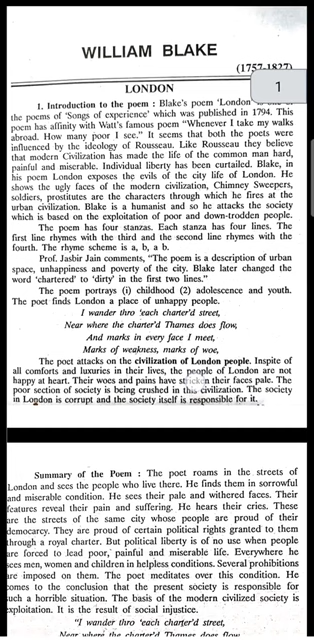 WILLIAM BLAKE
(1757-1827)
1
LONDON
1. Introduction to the poem : Blake's poem 'London' is one of
the poems of 'Songs of experience' which was published in 1794. This
poem has affinity with Watt's famous poem "Whenever I take my walks
abroad. How many poor I see." It seems that both the poets were
influenced by the ideology of Rousseau. Like Rousseau they believe
that modern Civilization has made the life of the common man hard,
painful and miserable. Individual liberty has been curtailed. Blake, in
his poem London exposes the evils of the city life of London. He
shows the ugly faces of the modern civilization, Chimney Sweepers,
soldiers, prostitutes are the characters through which he fires at the
urban civilization. Blake is a humanist and so he attacks the society
which is based on the exploitation of poor and down-trodden people.
The poem has four stanzas. Each stanza has four lines. The
first line rhymes with the third and the second line rhymes with the
fourth. The rhyme scheme is a, b, a b.
Prof. Jasbir Jain comments, "The poem is a description of urban
space, unhappiness and poverty of the city. Blake later changed the
word 'chartered' to 'dirty' in the first two lines."
The poem portrays (i) childhood (2) adolescence and youth.
The poet finds London a place of unhappy people.
I wander thro 'each charter'd street,
Near where the charter'd Thames does flow,
And marks in every face I meet,
Marks of weakness, marks of woe,
The poet attacks on the civilization of London people. Inspite of
all comforts and luxuries in their lives, the people of London are not
happy at heart. Their woes and pains have stricken their faces pale. The
poor section of society is being crushed in this civilization. The society
in London is corrupt and the society itself is responsible for it.
Summary of the Poem : The poet roams in the streets of
London and sees the people who live there. He finds them in sorrowful
and miserable condition. He sees their pale and withered faces. Their
features reveal their pain and suffering. He hears their cries. These
are the streets of the same city whose people are proud of their
democarcy. They are proud of certain political rights granted to them
through a royal charter. But political liberty is of no use when people
are forced to lead poor, painful and miserable life. Everywhere he
sees men, women and children in helpless conditions. Several prohibitions
are imposed on them. The poet meditates over this condition. He
comes to the conclusion that the present society is responsible for
such a horrible situation. The basis of the modern civilized society is
exploitation. It is the result of social injustice.
"I wander thro 'each charter'd street,
Near where the charter'd Thames does flow